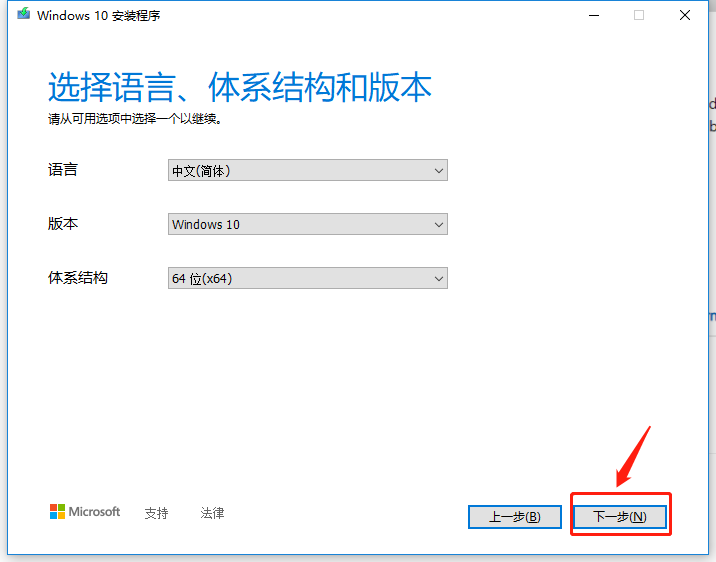 Windows 10 安装程序
选择语言、体系结构和版本
请从可用选项中选择一个以继续。
语言
中文(简体)
版本
Windows 10
体系结构
64 位(x64)
Microsoft 支持 法律
上一步(B) 下一步(N)